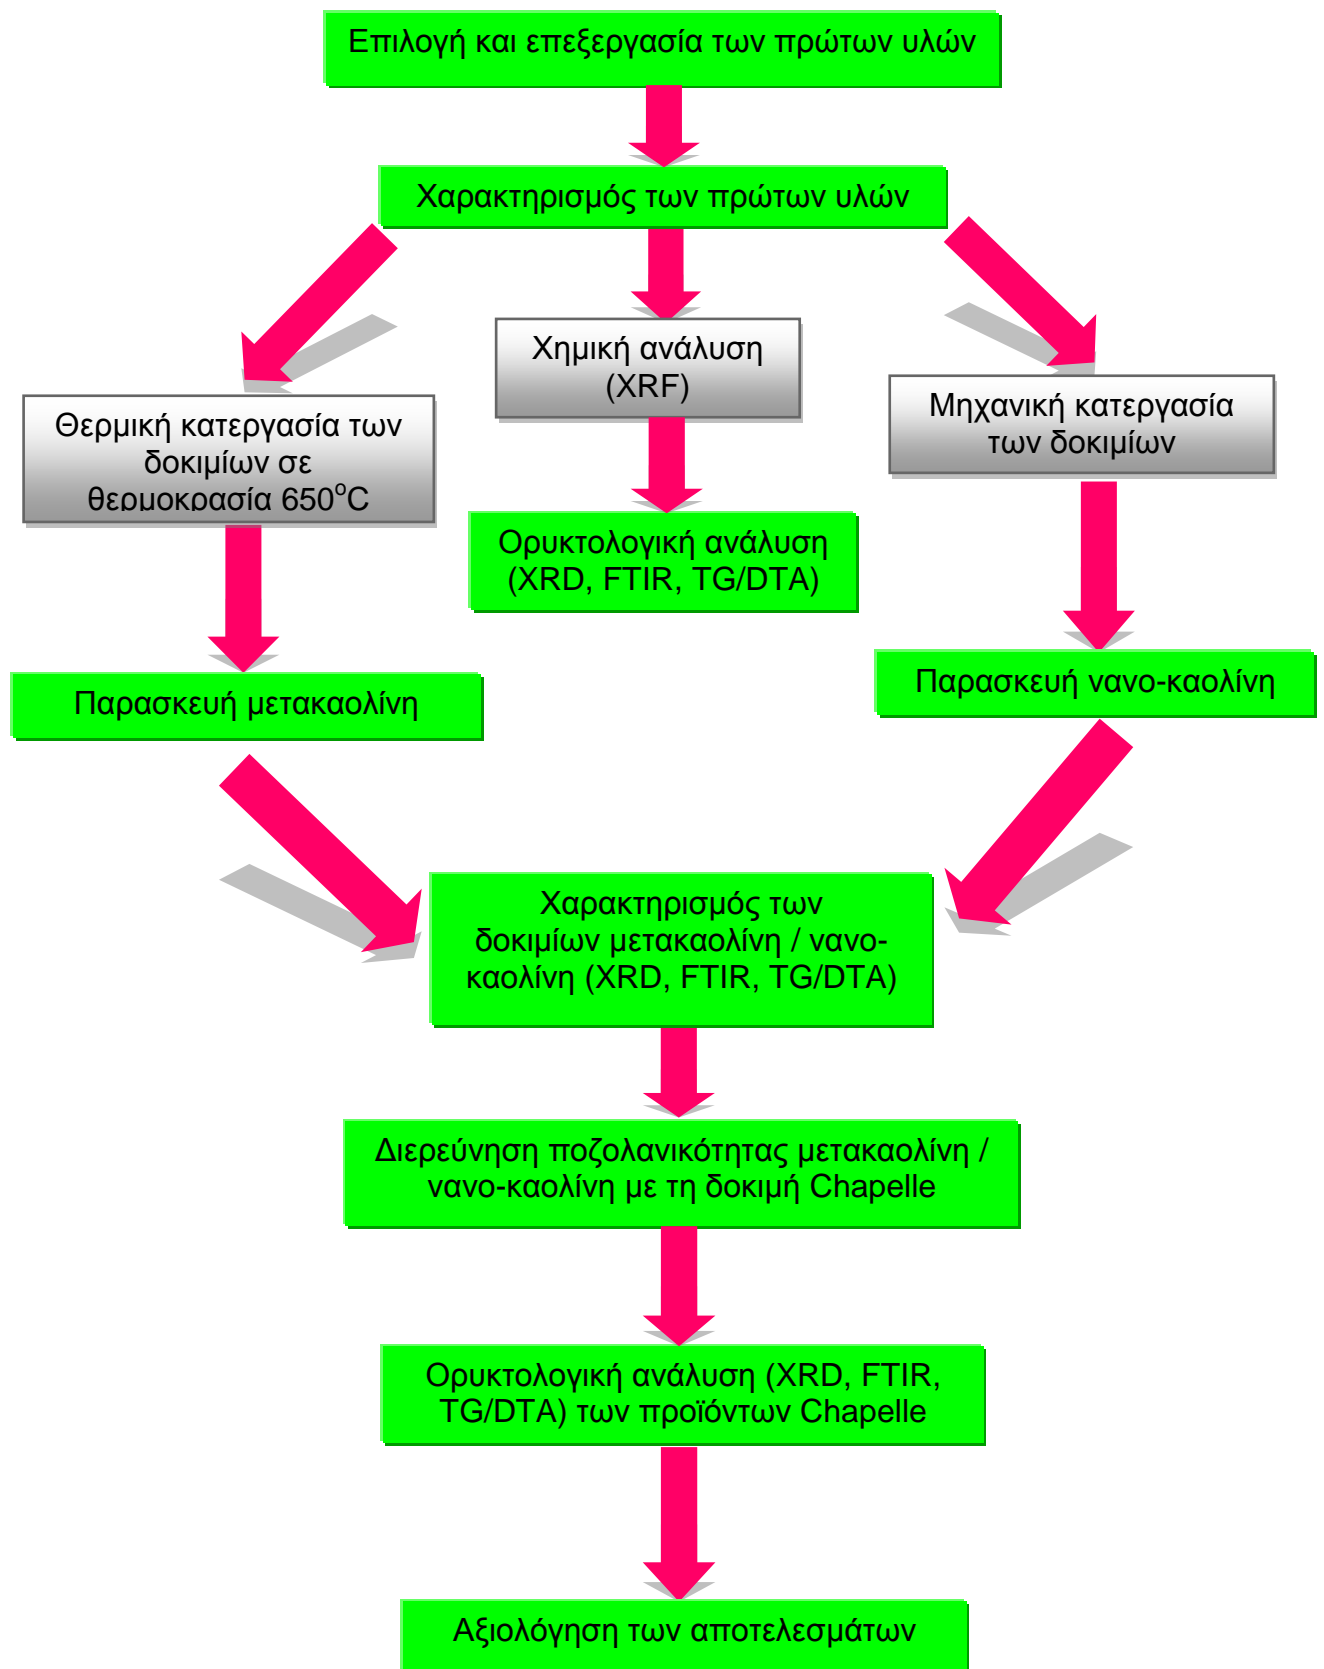 Επιλογή και επεξεργασία των πρώτων υλών
Χαρακτηρισμός των πρώτων υλών
Χημική ανάλυση
(XRF)
Θερμική κατεργασία των
δοκιμίων σε
θερμοκρασία 650°C
Μηχανική κατεργασία
των δοκιμίων
Ορυκτολογική ανάλυση
(XRD, FTIR, TG/DTA)
Παρασκευή μετακαολίνη
Παρασκευή νανο-καολίνη
Χαρακτηρισμός των
δοκιμίων μετακαολίνη / νανο-
καολίνη (XRD, FTIR, TG/DTA)
Διερεύνηση ποζολανικότητας μετακαολίνη /
νανο-καολίνη με τη δοκιμή Chapelle
Ορυκτολογική ανάλυση (XRD, FTIR,
TG/DTA) των προϊόντων Chapelle
Αξιολόγηση των αποτελεσμάτων